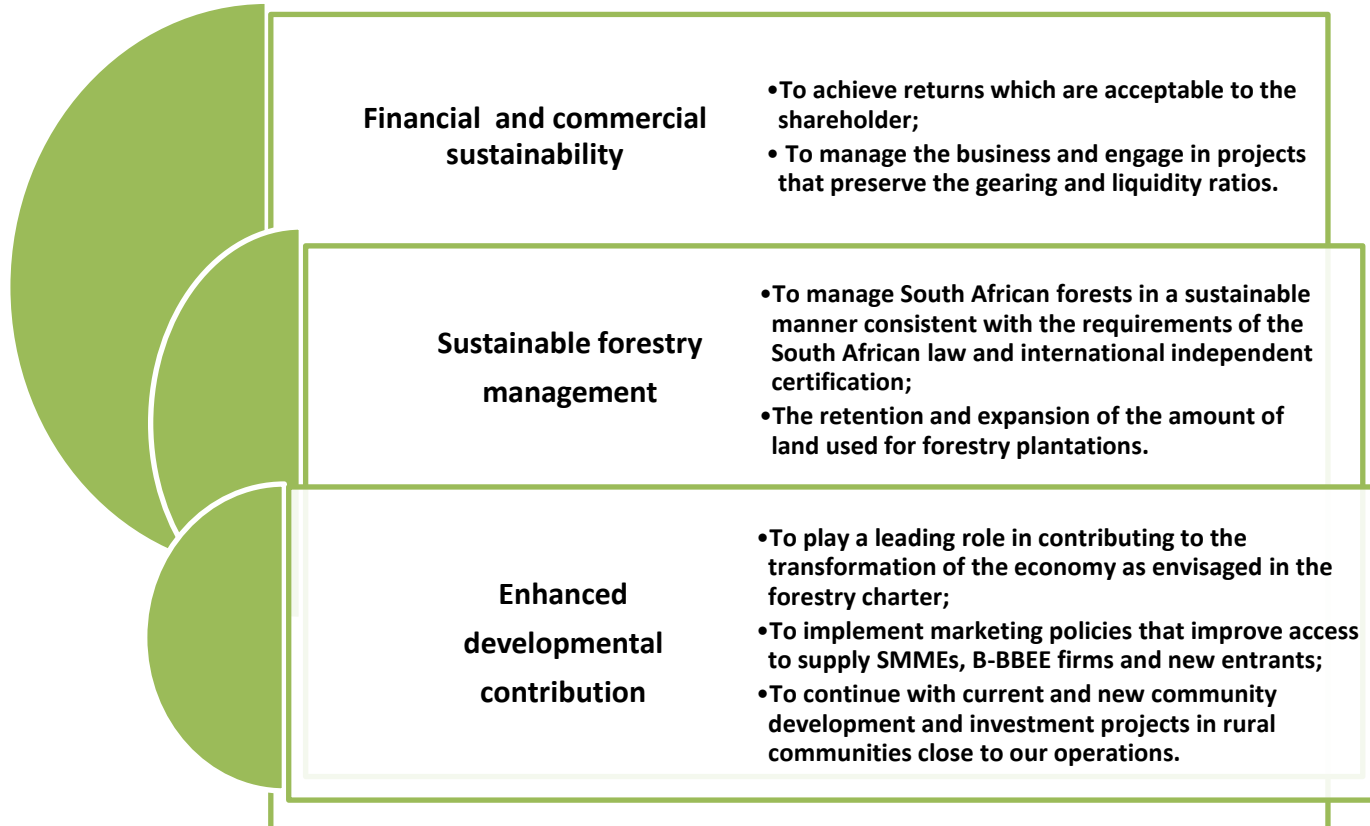 Financial and commercial
sustainability
•To achieve returns which are acceptable to the
shareholder;
• To manage the business and engage in projects
that preserve the gearing and liquidity ratios.
Sustainable forestry
management
•To manage South African forests in a sustainable
manner consistent with the requirements of the
South African law and international independent
certification;
•The retention and expansion of the amount of
land used for forestry plantations.
Enhanced
developmental
contribution
•To play a leading role in contributing to the
transformation of the economy as envisaged in the
forestry charter;
•To implement marketing policies that improve access
to supply SMMEs, B-BBEE firms and new entrants;
•To continue with current and new community
development and investment projects in rural
communities close to our operations.